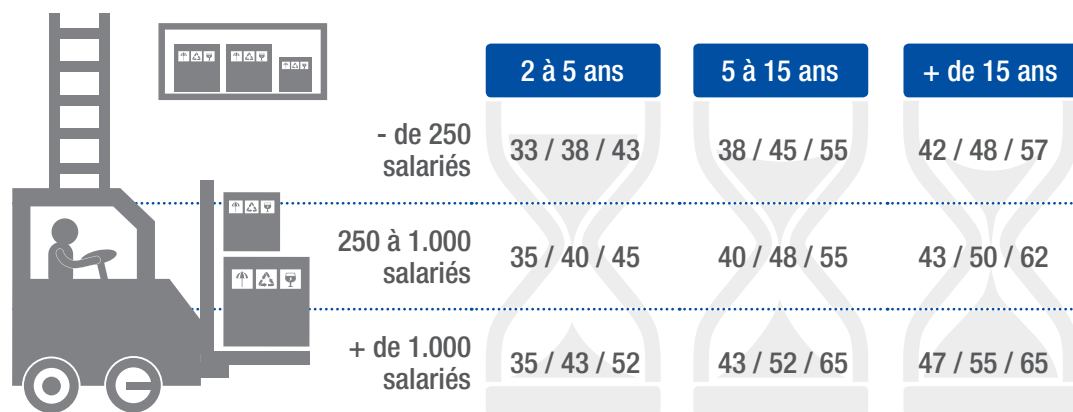 2 à 5 ans
5 à 15 ans
+ de 15 ans
- de 250
salariés
33 / 38 / 43
38 / 45 / 55
42 / 48 / 57
250 à 1.000
salariés
35 / 40 / 45
40 / 48 / 55
43 / 50 / 62
+ de 1.000
salariés
35 / 43 / 52
43 / 52 / 65
47 / 55 / 65